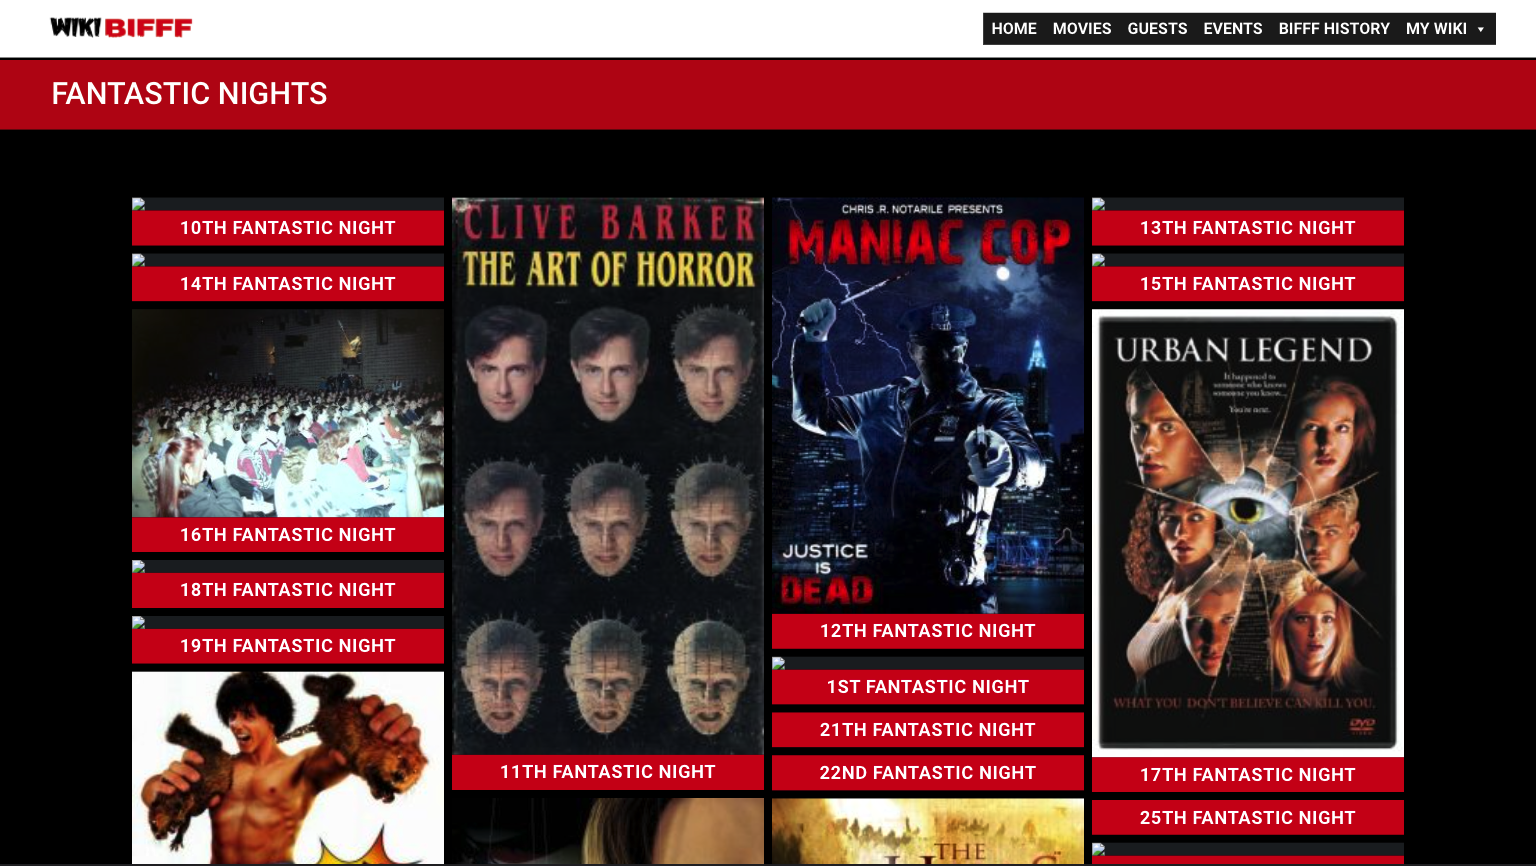 WIKI BIFFF
HOME MOVIES GUESTS EVENTS BIFFF HISTORY MY WIKI
FANTASTIC NIGHTS
10TH FANTASTIC NIGHT
14TH FANTASTIC NIGHT
16TH FANTASTIC NIGHT
18TH FANTASTIC NIGHT
19TH FANTASTIC NIGHT
CLIVE BARKER
THE ART OF HORROR
11TH FANTASTIC NIGHT
CHRIS .R. NOTARILE PRESENTS
MANIAC COP
JUSTICE
IS
DEAD
12TH FANTASTIC NIGHT
1ST FANTASTIC NIGHT
21TH FANTASTIC NIGHT
22ND FANTASTIC NIGHT
THE
13TH FANTASTIC NIGHT
15TH FANTASTIC NIGHT
URBAN LEGEND
It happened to
someone who knows
someone you know...
You're next.
WHAT YOU DON'T BELIEVE CAN KILL YOU.
DVD
VIDEO
17TH FANTASTIC NIGHT
25TH FANTASTIC NIGHT